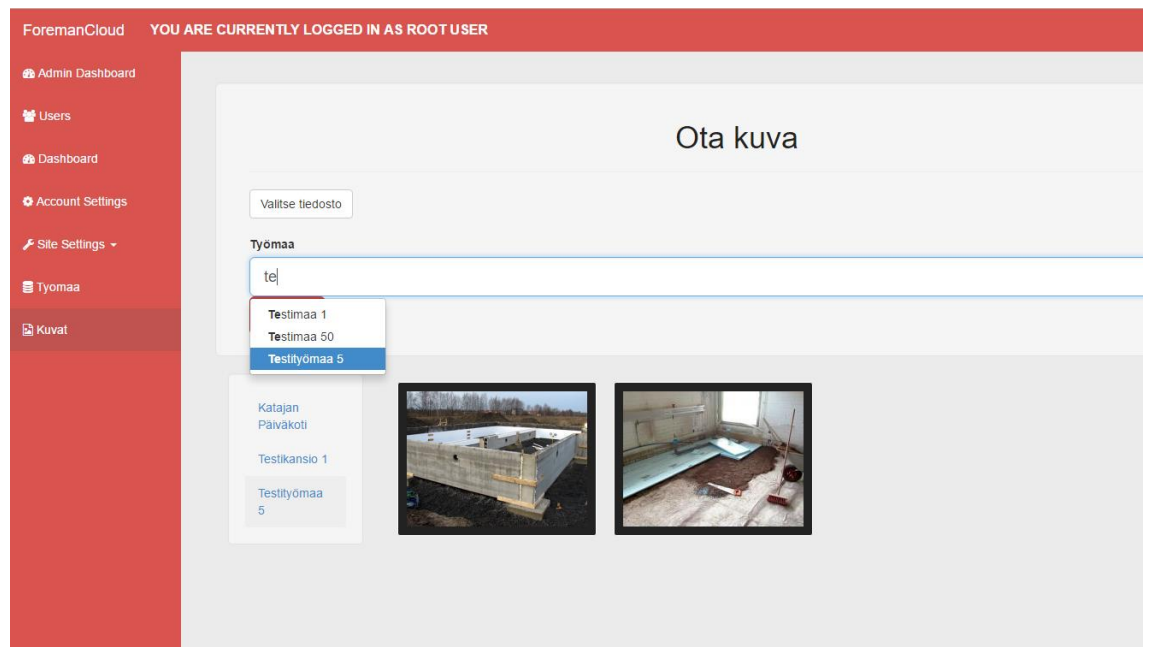 ForemanCloud YOU ARE CURRENTLY LOGGED IN AS ROOT USER
Admin Dashboard
Users
Dashboard
Account Settings
Site Settings
Tyomaa
Kuvat
Ota kuva
Valitse tiedosto
Työmaa
te
Testimaa 1
Testimaa 50
Testityömaa 5
Katajan
Päiväkoti
Testikansio 1
Testityömaa
5